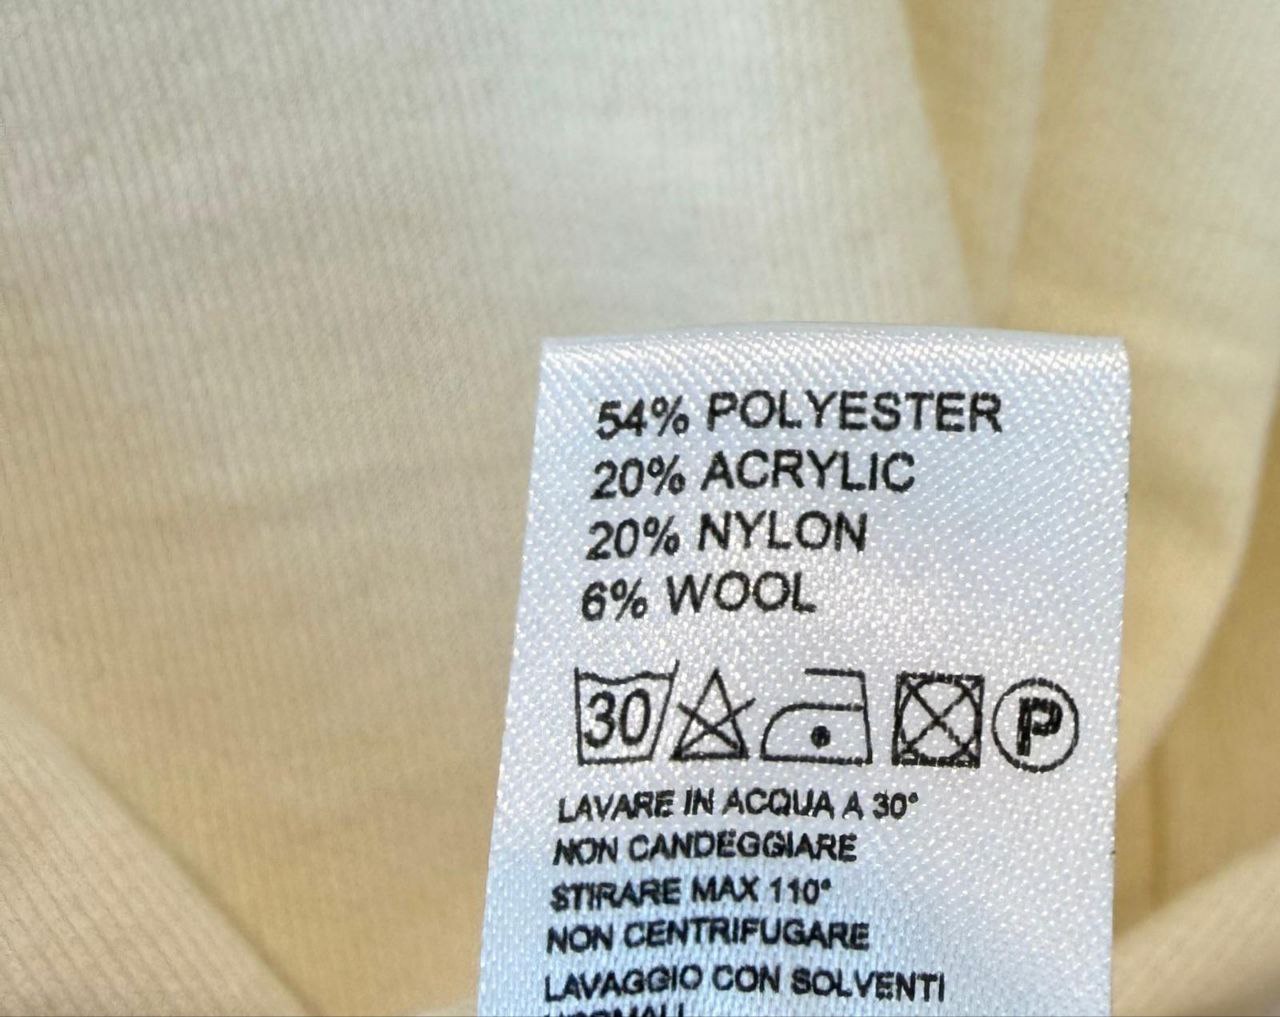 54% POLYESTER
20% ACRYLIC
20% NYLON
6% WOOL
30 P
LAVARE IN ACQUA A 30°
NON CANDEGGIARE
STIRARE MAX 110°
NON CENTRIFUGARE
LAVAGGIO CON SOLVENTI